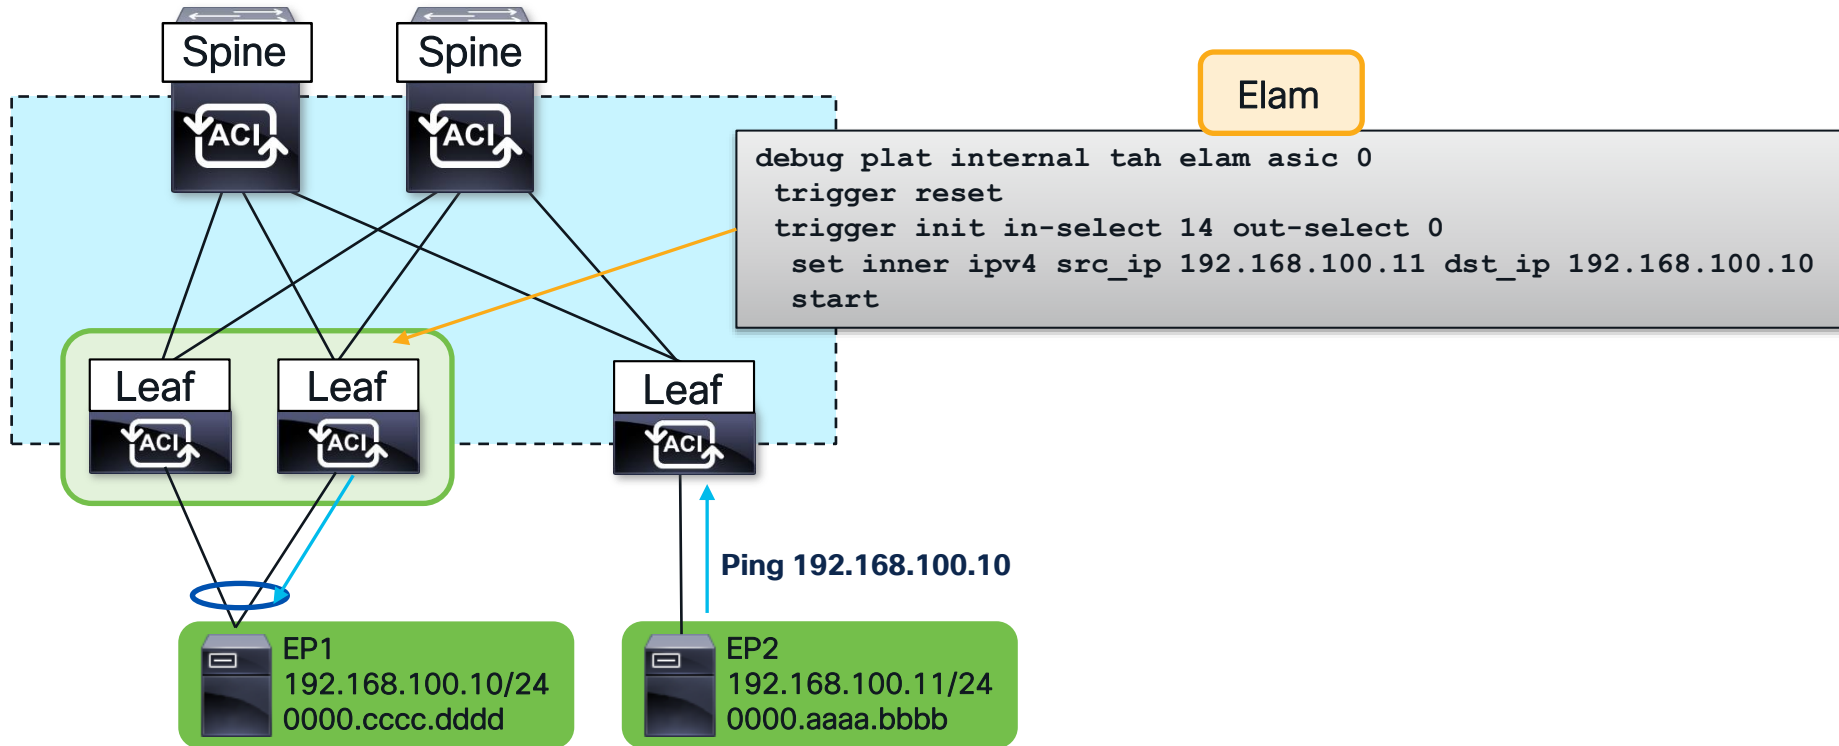 Spine
Spine
ACI
ACI
Elam
debug plat internal tah elam asic 0
trigger reset
trigger init in-select 14 out-select 0
set inner ipv4 src_ip 192.168.100.11 dst_ip 192.168.100.10
start
Leaf
Leaf
Leaf
ACI
ACI
ACI
Ping 192.168.100.10
EP1
192.168.100.10/24
0000.cccc.dddd
EP2
192.168.100.11/24
0000.aaaa.bbbb